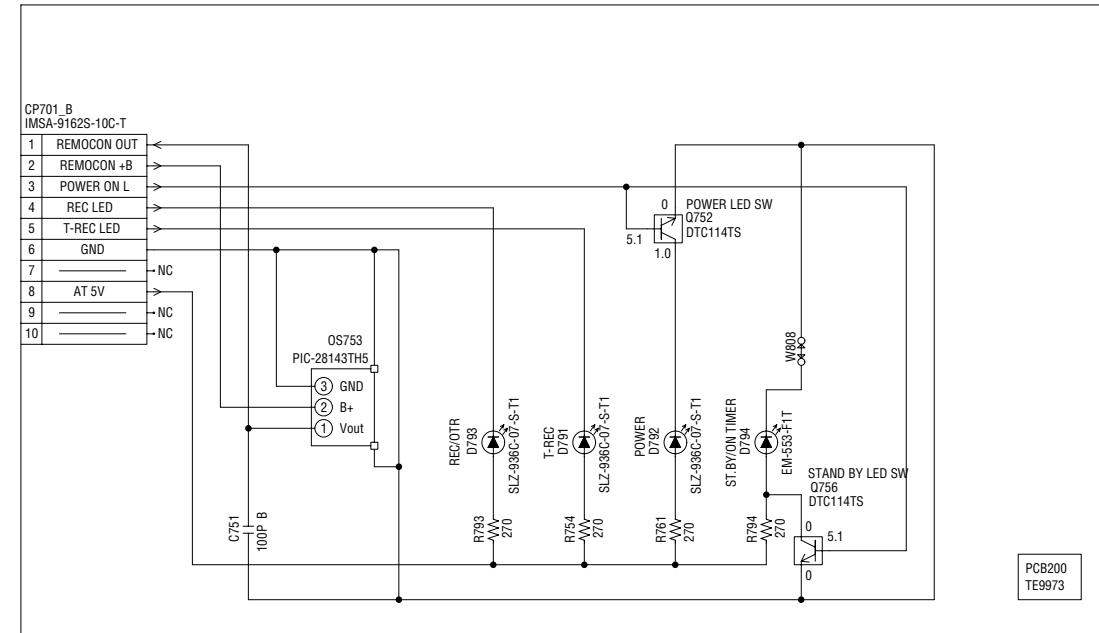 CP701_B
IMSA-9162S-10C-T
1 REMOCON OUT
2 REMOCON +B
3 POWER ON L
4 REC LED
5 T-REC LED
6 GND
7 NC
8 AT 5V
9 NC
10 NC
OS753
PIC-28143TH5
3 GND
2 B+
1 Vout
C751
100P B
REC/OTR
D793
SLZ-936C-07-S-T1
R793
270
T-REC
D791
SLZ-936C-07-S-T1
R754
270
0
POWER LED SW
Q752
DTC114TS
5.1
1.0
POWER
D792
SLZ-936C-07-S-T1
R761
270
W808
ST.BY/ON TIMER
D794
EM-553-F1T
R794
270
STAND BY LED SW
Q756
DTC114TS
0
5.1
0
PCB200
TE9973